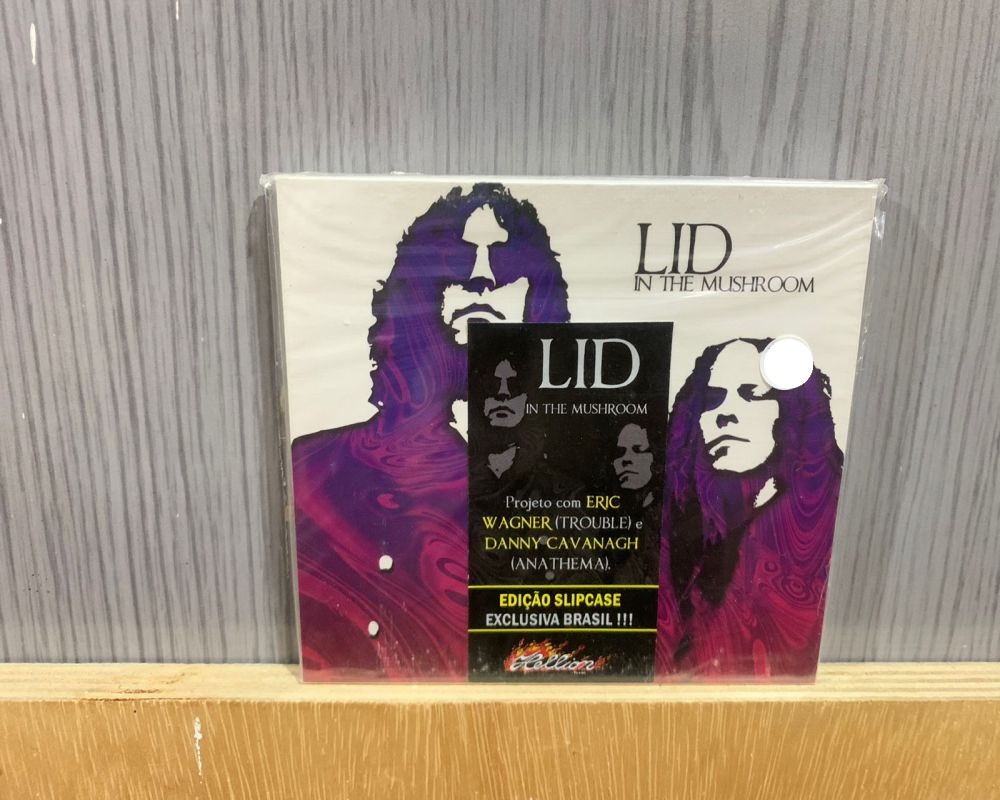 LID
IN THE MUSHROOM
LID
IN THE MUSHROOM
Projeto com ERIC
WAGNER (TROUBLE) e
DANNY CAVANAGH
(ANATHEMA).
EDIÇÃO SLIPCASE
EXCLUSIVA BRASIL !!!
Hellion